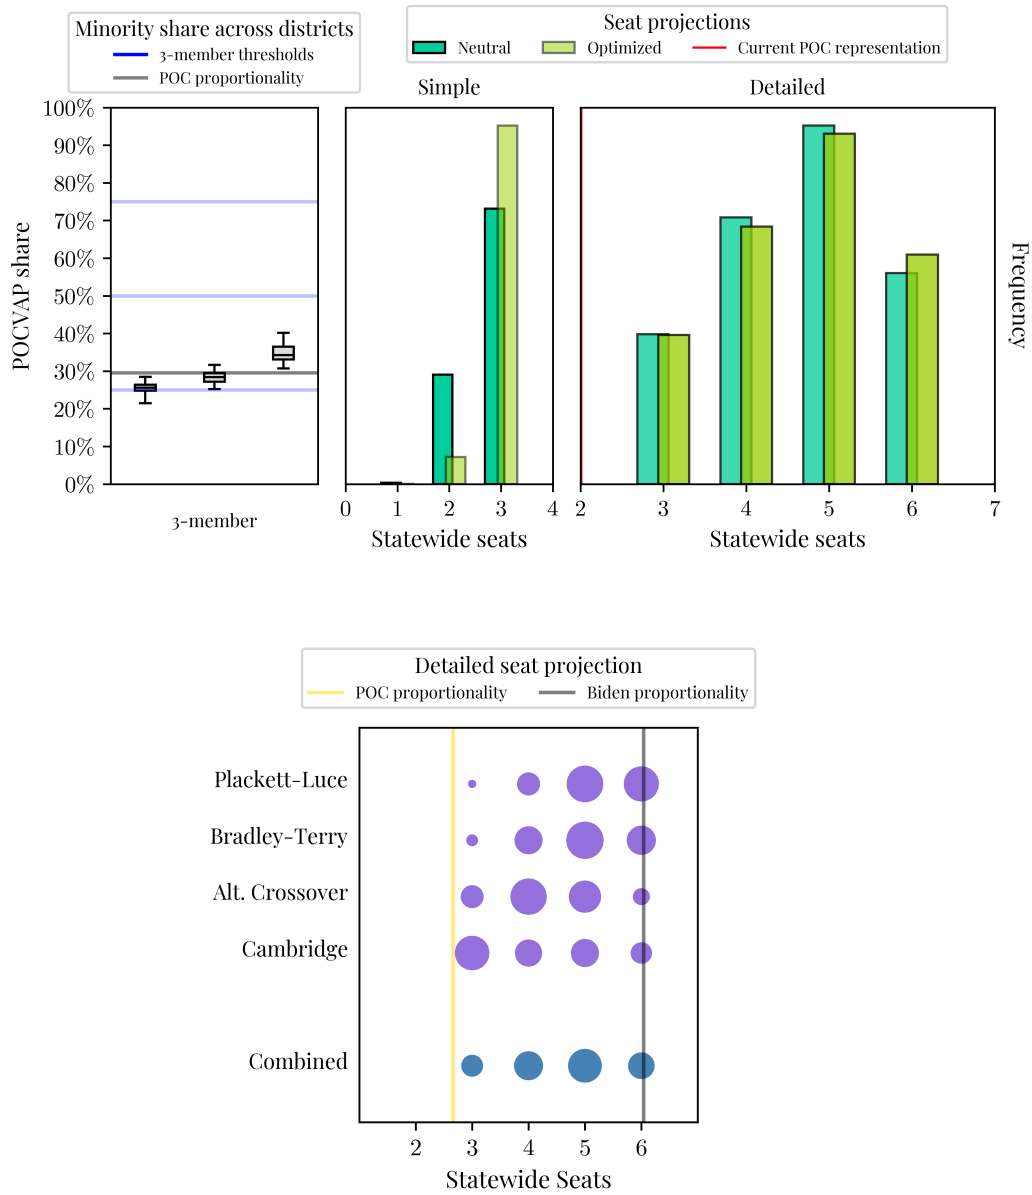 Minority share across districts
3-member thresholds
POC proportionality
Seat projections
Neutral
Optimized
Current POC representation
Simple
Detailed
100%
90%
80%
70%
60%
50%
40%
30%
20%
10%
0%
POCVAP share
3-member
0 1 2 3 4
Statewide seats
2 3 4 5 6 7
Statewide seats
Frequency
Detailed seat projection
POC proportionality
Biden proportionality
Plackett-Luce
Bradley-Terry
Alt. Crossover
Cambridge
Combined
2 3 4 5 6
Statewide Seats